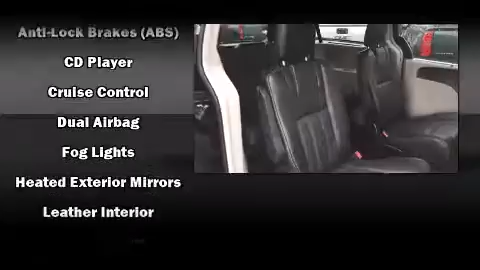 Anti-Lock Brakes (ABS)
CD Player
Cruise Control
Dual Airbag
Fog Lights
Heated Exterior Mirrors
Leather Interior